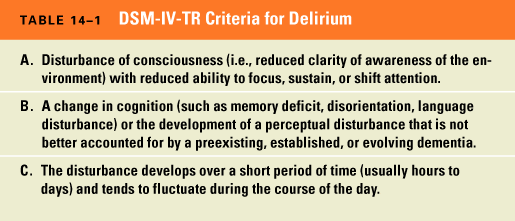 TABLE 14–1 DSM-IV-TR Criteria for Delirium
A. Disturbance of consciousness (i.e., reduced clarity of awareness of the en-
vironment) with reduced ability to focus, sustain, or shift attention.
B. A change in cognition (such as memory deficit, disorientation, language
disturbance) or the development of a perceptual disturbance that is not
better accounted for by a preexisting, established, or evolving dementia.
C. The disturbance develops over a short period of time (usually hours to
days) and tends to fluctuate during the course of the day.